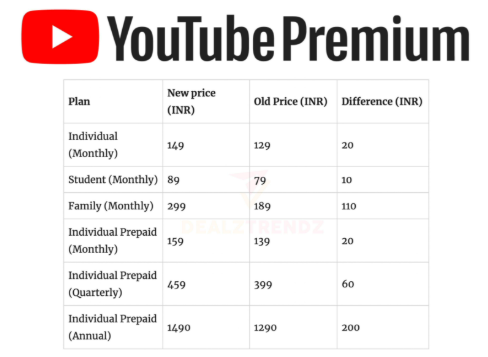 YouTube Premium
Plan New price (INR) Old Price (INR) Difference (INR)
Individual (Monthly) 149 129 20
Student (Monthly) 89 79 10
Family (Monthly) 299 189 110
Individual Prepaid (Monthly) 159 139 20
Individual Prepaid (Quarterly) 459 399 60
Individual Prepaid (Annual) 1490 1290 200
DEALZTRENDZ